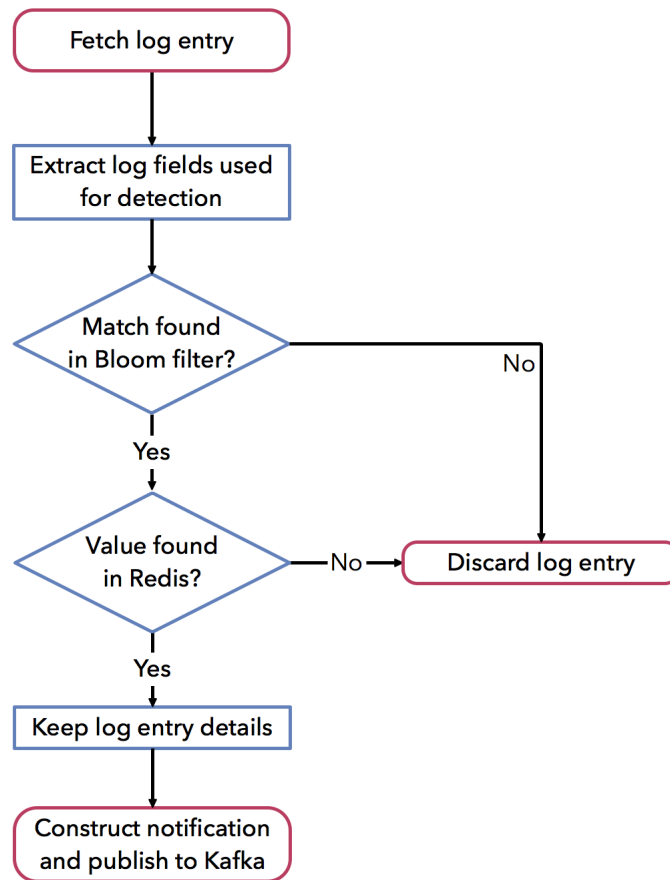 Fetch log entry
Extract log fields used
for detection
Match found
in Bloom filter?
No
Yes
Value found
in Redis?
No
Discard log entry
Yes
Keep log entry details
Construct notification
and publish to Kafka